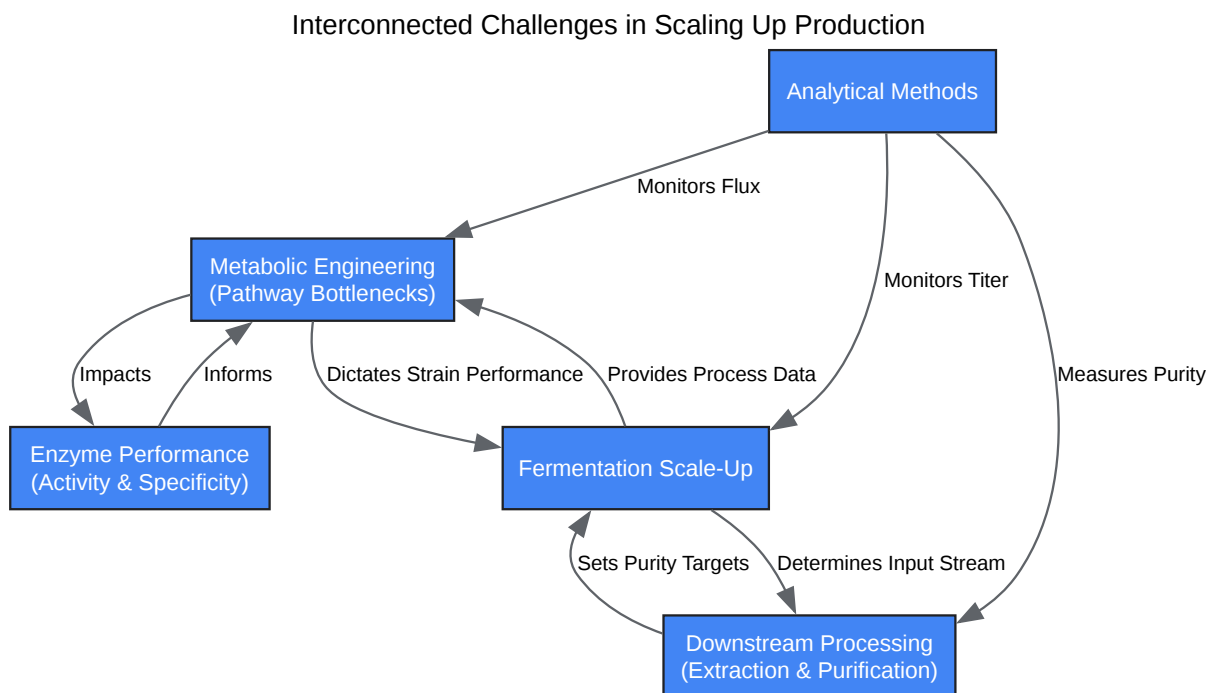 Interconnected Challenges in Scaling Up Production
Analytical Methods
Monitors Flux
Metabolic Engineering
(Pathway Bottlenecks)
Monitors Titer
Impacts
Informs
Dictates Strain Performance
Provides Process Data
Measures Purity
Enzyme Performance
(Activity & Specificity)
Fermentation Scale-Up
Sets Purity Targets
Determines Input Stream
Downstream Processing
(Extraction & Purification)